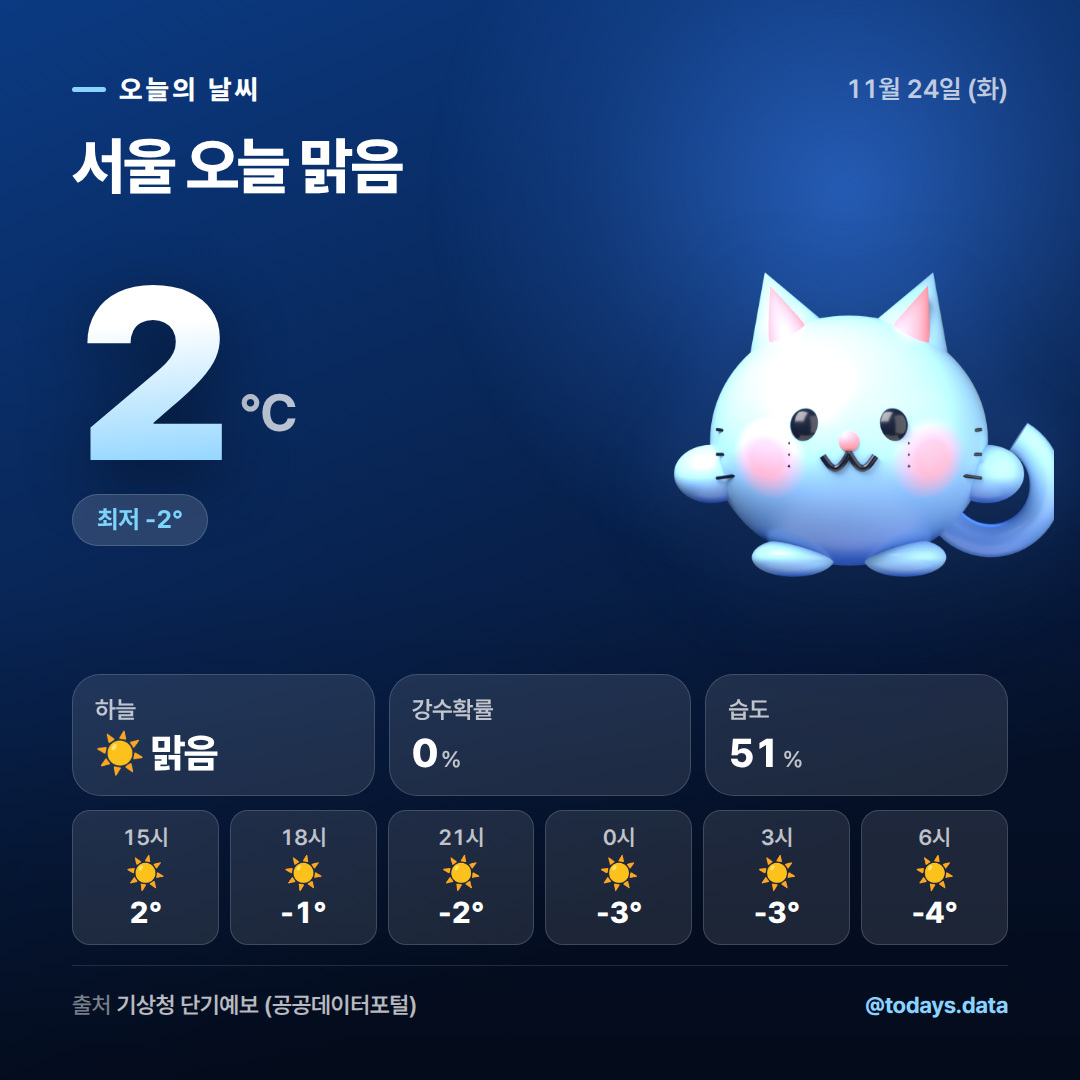 오늘의 날씨
11월 24일 (화)
서울 오늘 맑음
2 °C
최저 -2°
하늘
맑음
강수확률
0 %
습도
51 %
15시
2°
18시
-1°
21시
-2°
0시
-3°
3시
-3°
6시
-4°
출처 기상청 단기예보 (공공데이터포털)
@todays.data